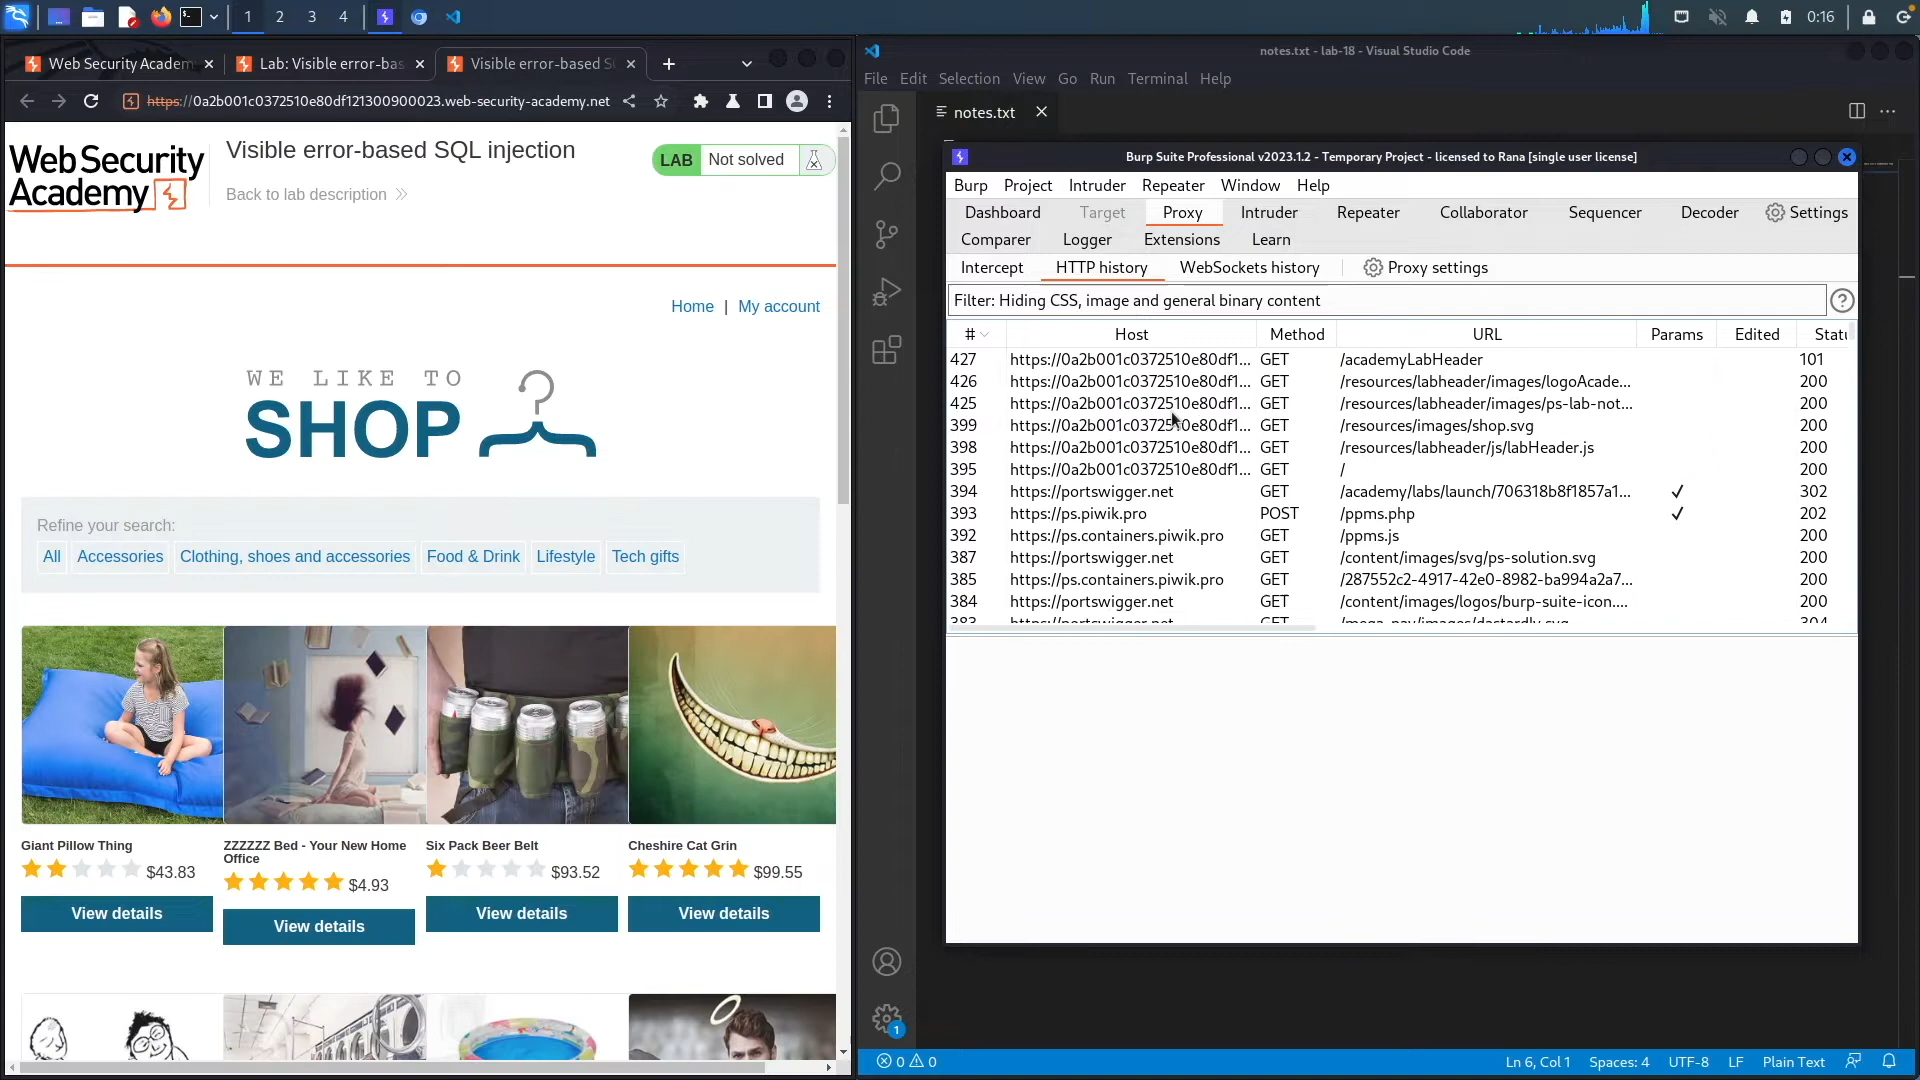 1 2 3 4 0:16
Web Security Academ
Lab: Visible error-bas
Visible error-based S
https://0a2b001c0372510e80df121300900023.web-security-academy.net
Web Security
Academy
Visible error-based SQL injection
Back to lab description
LAB Not solved
Home | My account
WE LIKE TO
SHOP
Refine your search:
All Accessories Clothing, shoes and accessories Food & Drink Lifestyle Tech gifts
Giant Pillow Thing
$43.83
View details
ZZZZZZ Bed - Your New Home
Office
$4.93
View details
Six Pack Beer Belt
$93.52
View details
Cheshire Cat Grin
$99.55
View details
notes.txt - lab-18 - Visual Studio Code
File Edit Selection View Go Run Terminal Help
notes.txt
Burp Suite Professional v2023.1.2 - Temporary Project - licensed to Rana [single user license]
Burp Project Intruder Repeater Window Help
Dashboard Target Proxy Intruder Repeater Collaborator Sequencer Decoder Settings
Comparer Logger Extensions Learn
Intercept HTTP history WebSockets history Proxy settings
Filter: Hiding CSS, image and general binary content ?
# Host Method URL Params Edited Statu
427 https://0a2b001c0372510e80df1... GET /academyLabHeader 101
426 https://0a2b001c0372510e80df1... GET /resources/labheader/images/logoAcade... 200
425 https://0a2b001c0372510e80df1... GET /resources/labheader/images/ps-lab-not... 200
399 https://0a2b001c0372510e80df1... GET /resources/images/shop.svg 200
398 https://0a2b001c0372510e80df1... GET /resources/labheader/js/labHeader.js 200
395 https://0a2b001c0372510e80df1... GET / 200
394 https://portswigger.net GET /academy/labs/launch/706318b8f1857a1... ✓ 302
393 https://ps.piwik.pro POST /ppms.php ✓ 202
392 https://ps.containers.piwik.pro GET /ppms.js 200
387 https://portswigger.net GET /content/images/svg/ps-solution.svg 200
385 https://ps.containers.piwik.pro GET /287552c2-4917-42e0-8982-ba994a2a7... 200
384 https://portswigger.net GET /content/images/logos/burp-suite-icon.... 200
383 https://portswigger.net GET /mega-nav/images/dastardly.svg 304
1
0 0 Ln 6, Col 1 Spaces: 4 UTF-8 LF Plain Text